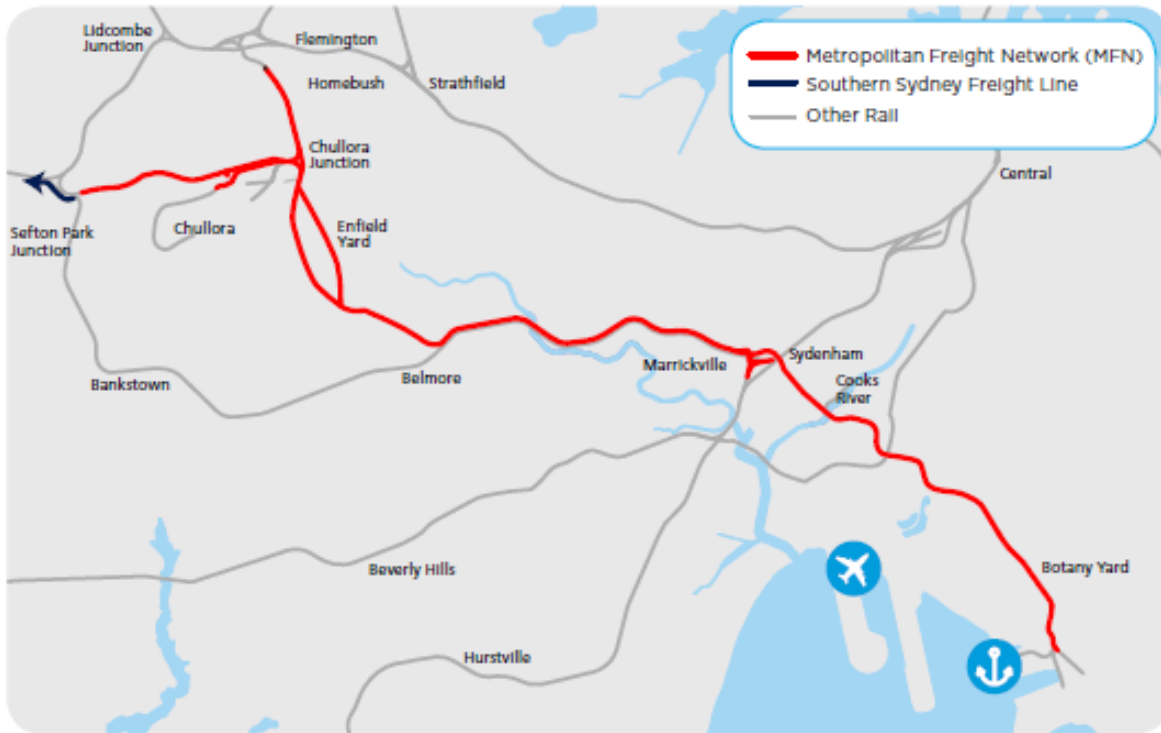 Lidcombe
Junction
Flemington
Homebush
Strathfield
Metropolitan Freight Network (MFN)
Southern Sydney Freight Line
Other Rail
Chullora
Junction
Central
Sefton Park
Junction
Chullora
Enfield
Yard
Bankstown
Belmore
Marrickville
Sydenham
Cooks
River
Beverly Hills
Botany Yard
Hurstville